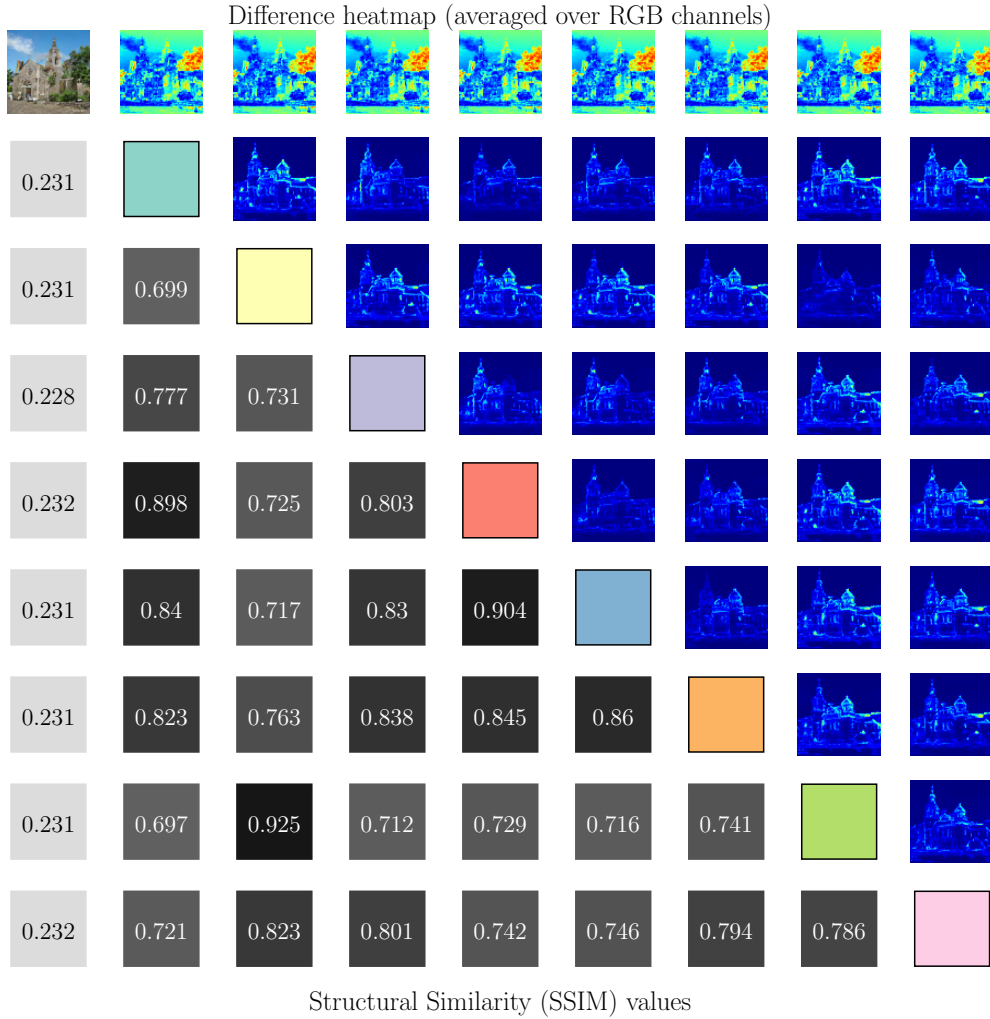 Difference heatmap (averaged over RGB channels)
0.231
0.231 0.699
0.228 0.777 0.731
0.232 0.898 0.725 0.803
0.231 0.84 0.717 0.83 0.904
0.231 0.823 0.763 0.838 0.845 0.86
0.231 0.697 0.925 0.712 0.729 0.716 0.741
0.232 0.721 0.823 0.801 0.742 0.746 0.794 0.786
Structural Similarity (SSIM) values